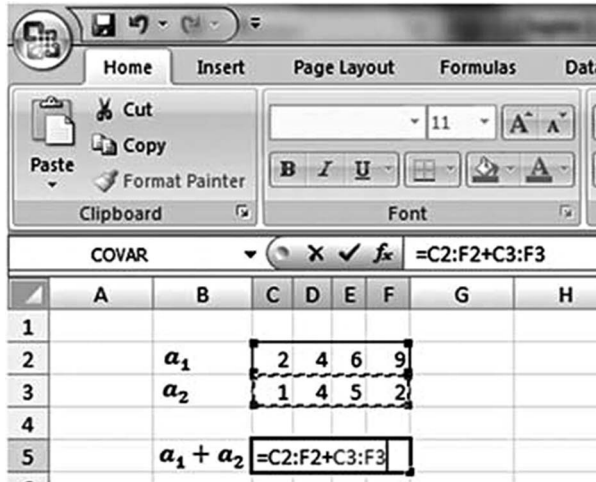 Home Insert Page Layout Formulas Dat
Cut
Copy
Paste
Format Painter
Clipboard
11 A A
B I U A
Font
COVAR fx =C2:F2+C3:F3
A B C D E F G H
1
2 a₁ 2 4 6 9
3 a₂ 1 4 5 2
4
5 a₁ + a₂ =C2:F2+C3:F3